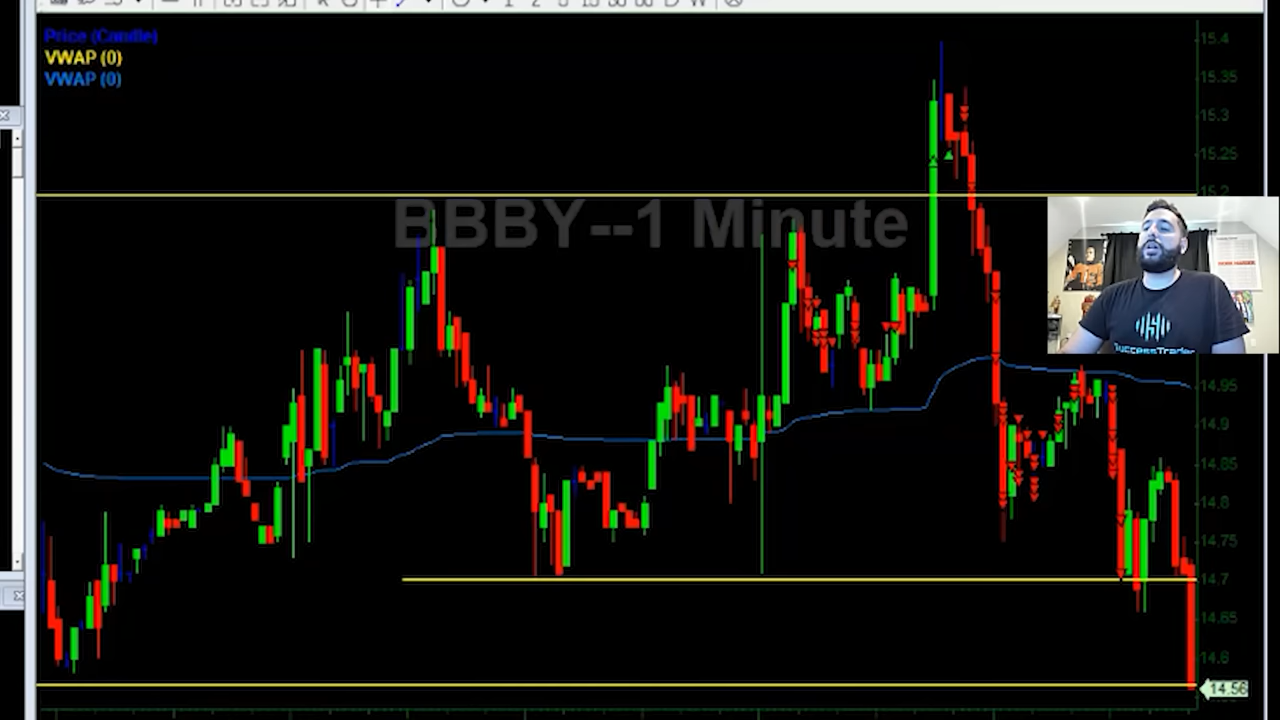 Price (Candle)
VWAP (0)
VWAP (0)
BBBY--1 Minute
15.4
15.35
15.3
15.25
15.2
14.95
14.9
14.85
14.8
14.75
14.7
14.65
14.6
14.56
SuccessTrader